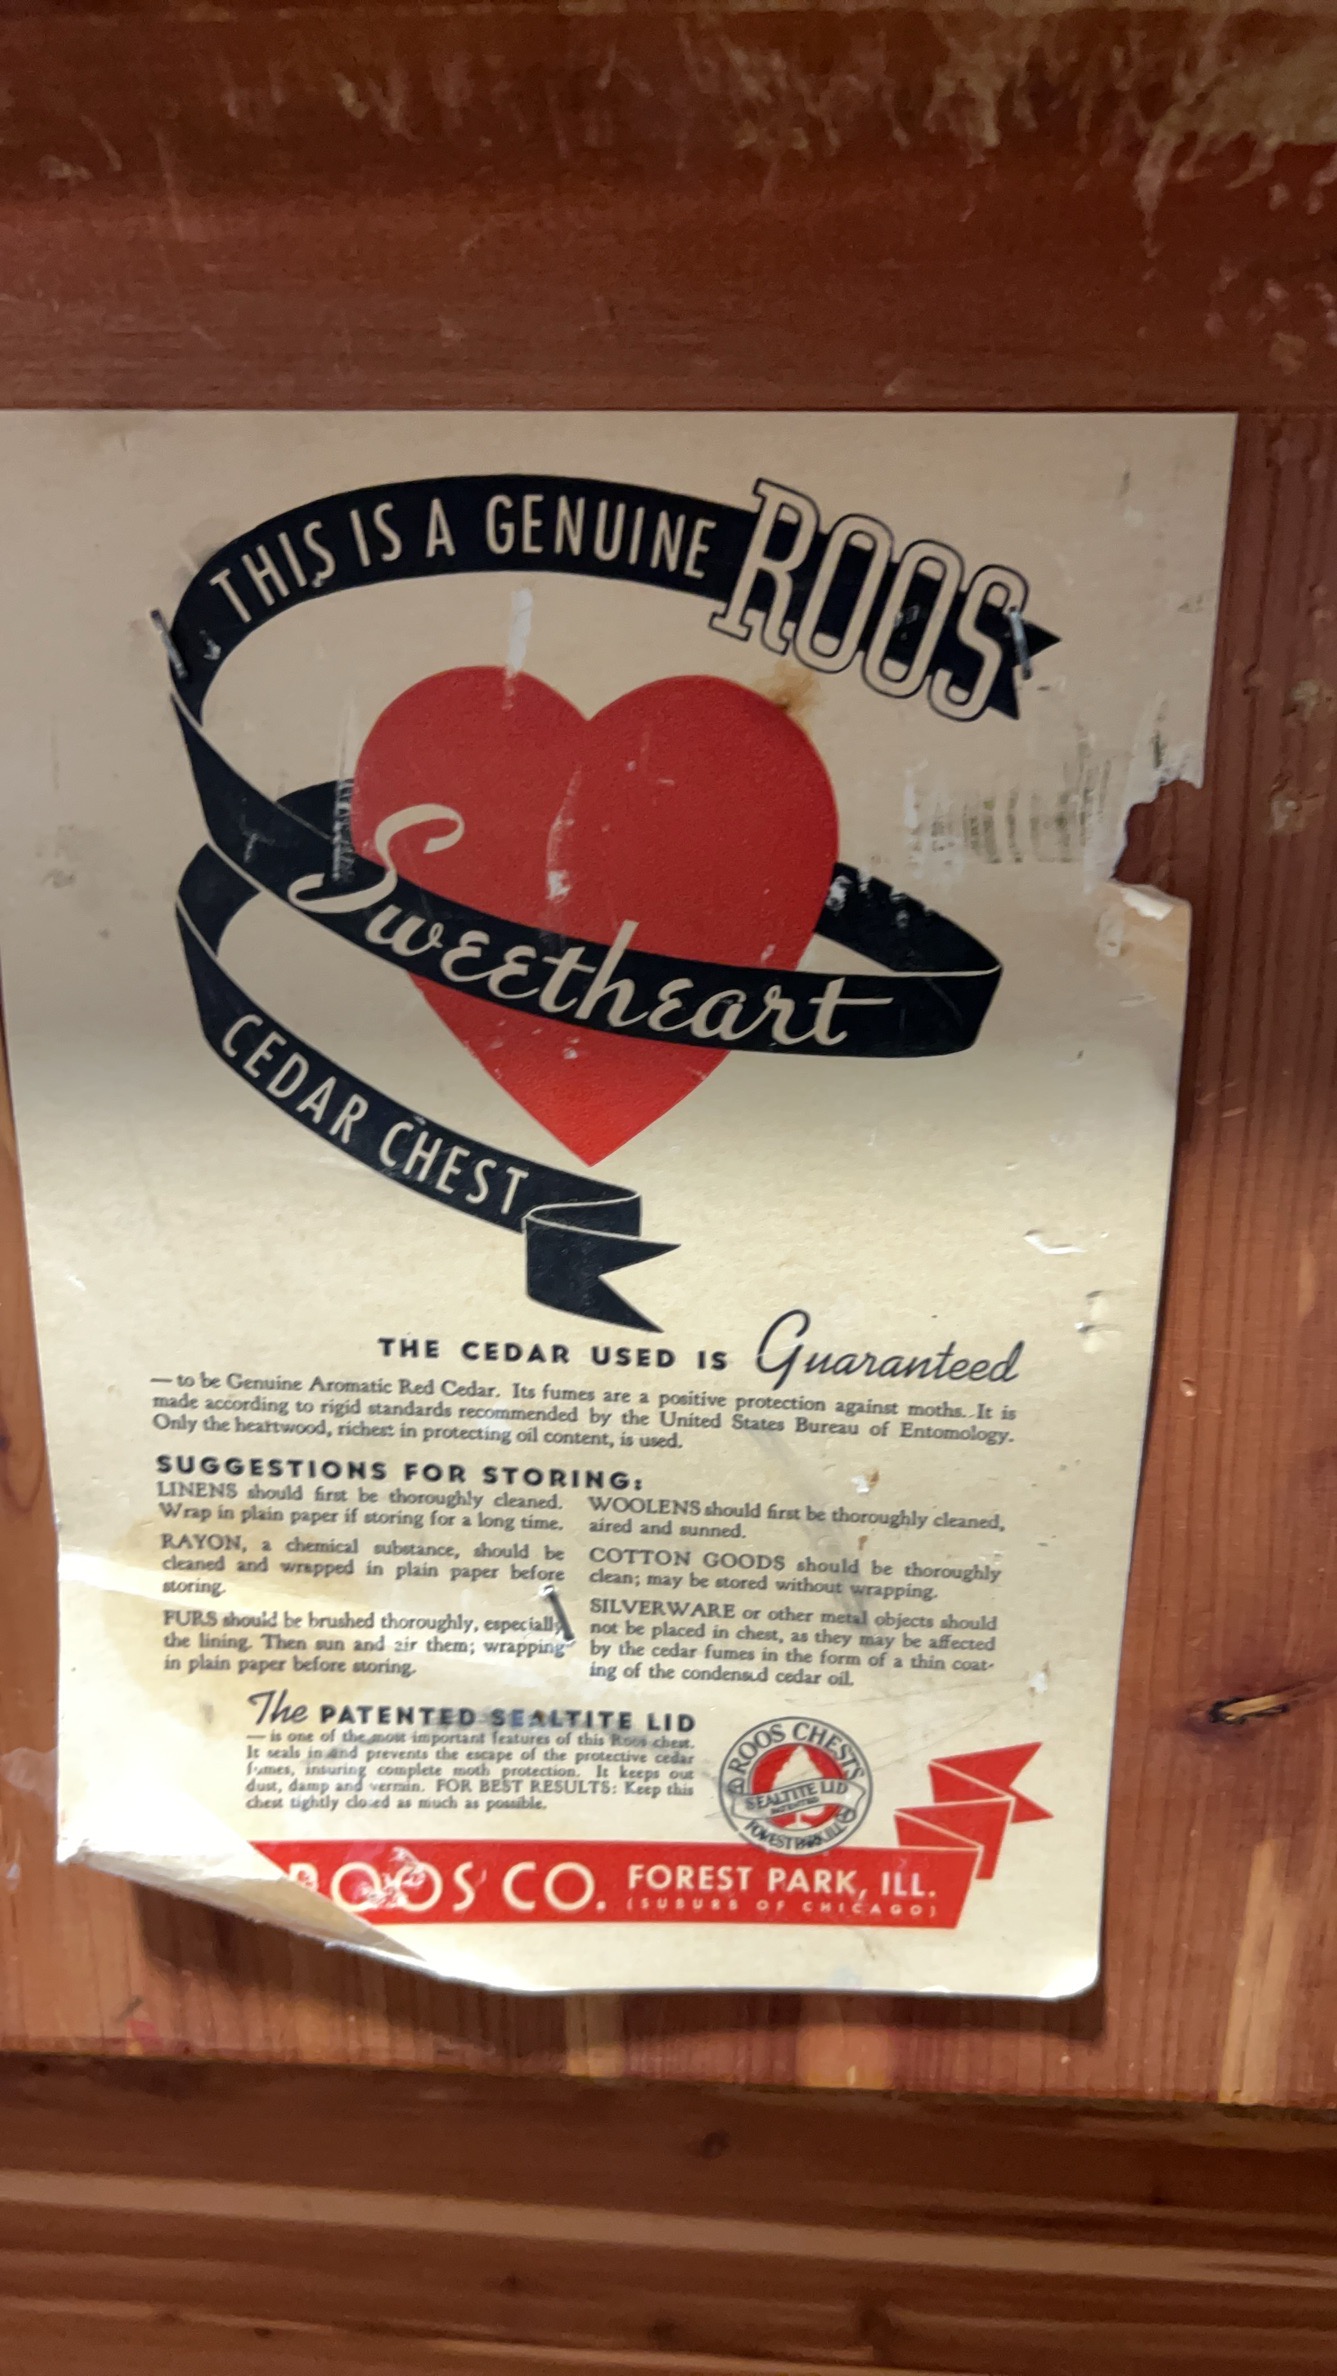 THIS IS A GENUINE ROOS
Sweetheart
CEDAR CHEST
THE CEDAR USED IS Guaranteed
— to be Genuine Aromatic Red Cedar. Its fumes are a positive protection against moths. It is
made according to rigid standards recommended by the United States Bureau of Entomology.
Only the heartwood, richest in protecting oil content, is used.
SUGGESTIONS FOR STORING:
LINENS should first be thoroughly cleaned.
Wrap in plain paper if storing for a long time.
RAYON, a chemical substance, should be
cleaned and wrapped in plain paper before
storing.
FURS should be brushed thoroughly, especially
the lining. Then sun and air them; wrapping
in plain paper before storing.
WOOLENS should first be thoroughly cleaned,
aired and sunned.
COTTON GOODS should be thoroughly
clean; may be stored without wrapping.
SILVERWARE or other metal objects should
not be placed in chest, as they may be affected
by the cedar fumes in the form of a thin coat-
ing of the condensed cedar oil.
The PATENTED SEALTITE LID
— is one of the most important features of this Roos chest.
It seals in and prevents the escape of the protective cedar
fumes, insuring complete moth protection. It keeps out
dust, damp and vermin. FOR BEST RESULTS: Keep this
chest tightly closed as much as possible.
ROOS CHESTS
SEALTITE LID
PATENTED
FOREST PARK, ILL.
ROOS CO. FOREST PARK, ILL.
(SUBURB OF CHICAGO)